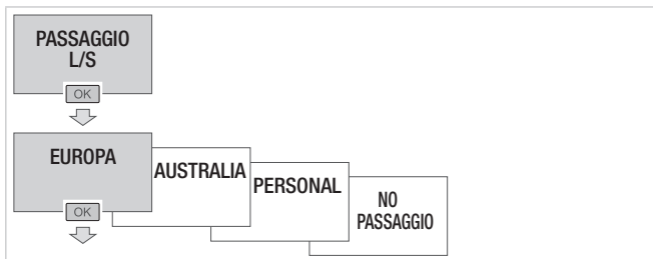 PASSAGGIO
L/S
OK
EUROPA
AUSTRALIA
PERSONAL
NO
PASSAGGIO
OK